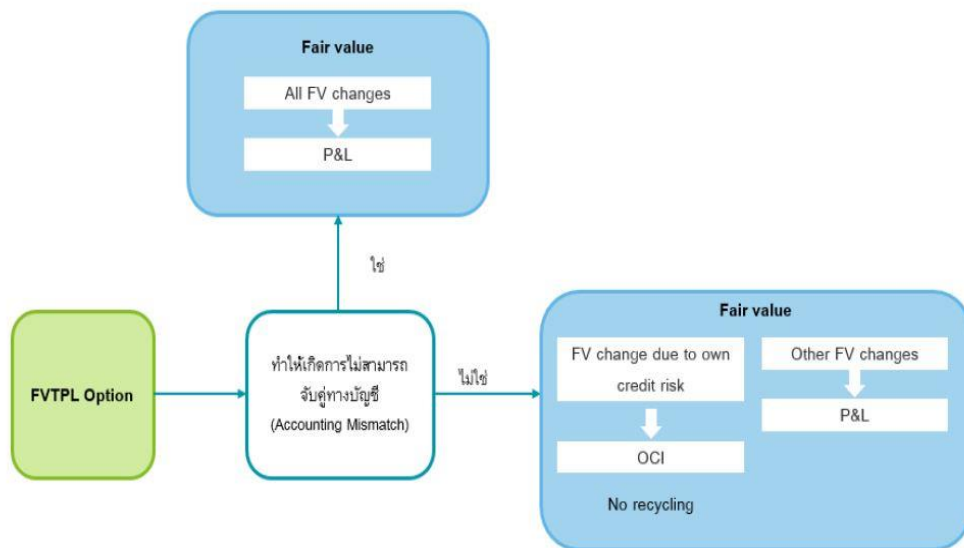 Fair value
All FV changes
P&L
ใช่
FVTPL Option
ทำให้เกิดการไม่สามารถ
จับคู่ทางบัญชี
(Accounting Mismatch)
ไม่ใช่
Fair value
FV change due to own
credit risk
OCI
No recycling
Other FV changes
P&L